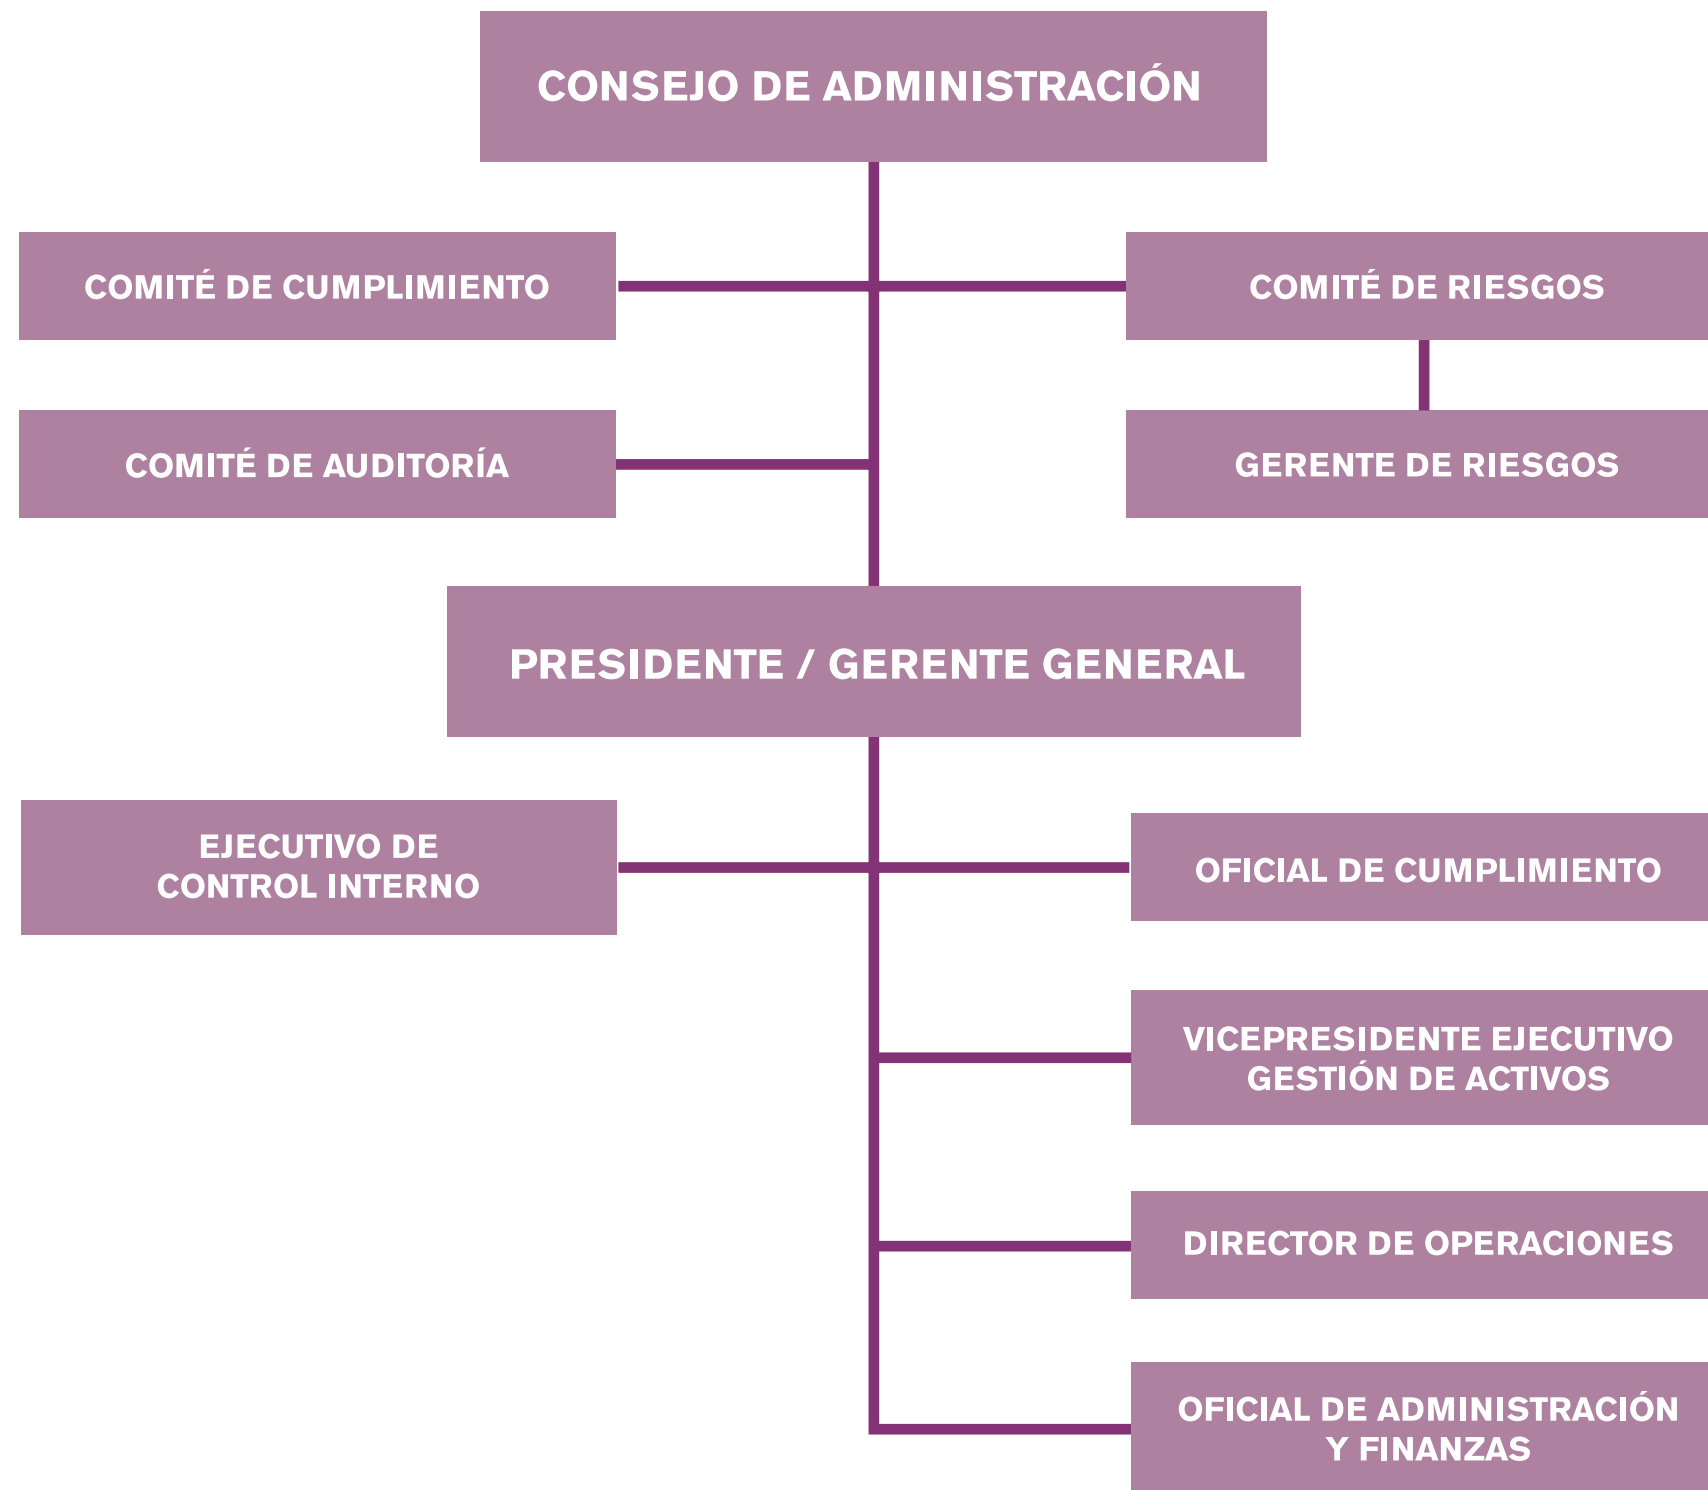 CONSEJO DE ADMINISTRACIÓN
COMITÉ DE CUMPLIMIENTO
COMITÉ DE RIESGOS
COMITÉ DE AUDITORÍA
GERENTE DE RIESGOS
PRESIDENTE / GERENTE GENERAL
EJECUTIVO DE
CONTROL INTERNO
OFICIAL DE CUMPLIMIENTO
VICEPRESIDENTE EJECUTIVO
GESTIÓN DE ACTIVOS
DIRECTOR DE OPERACIONES
OFICIAL DE ADMINISTRACIÓN
Y FINANZAS